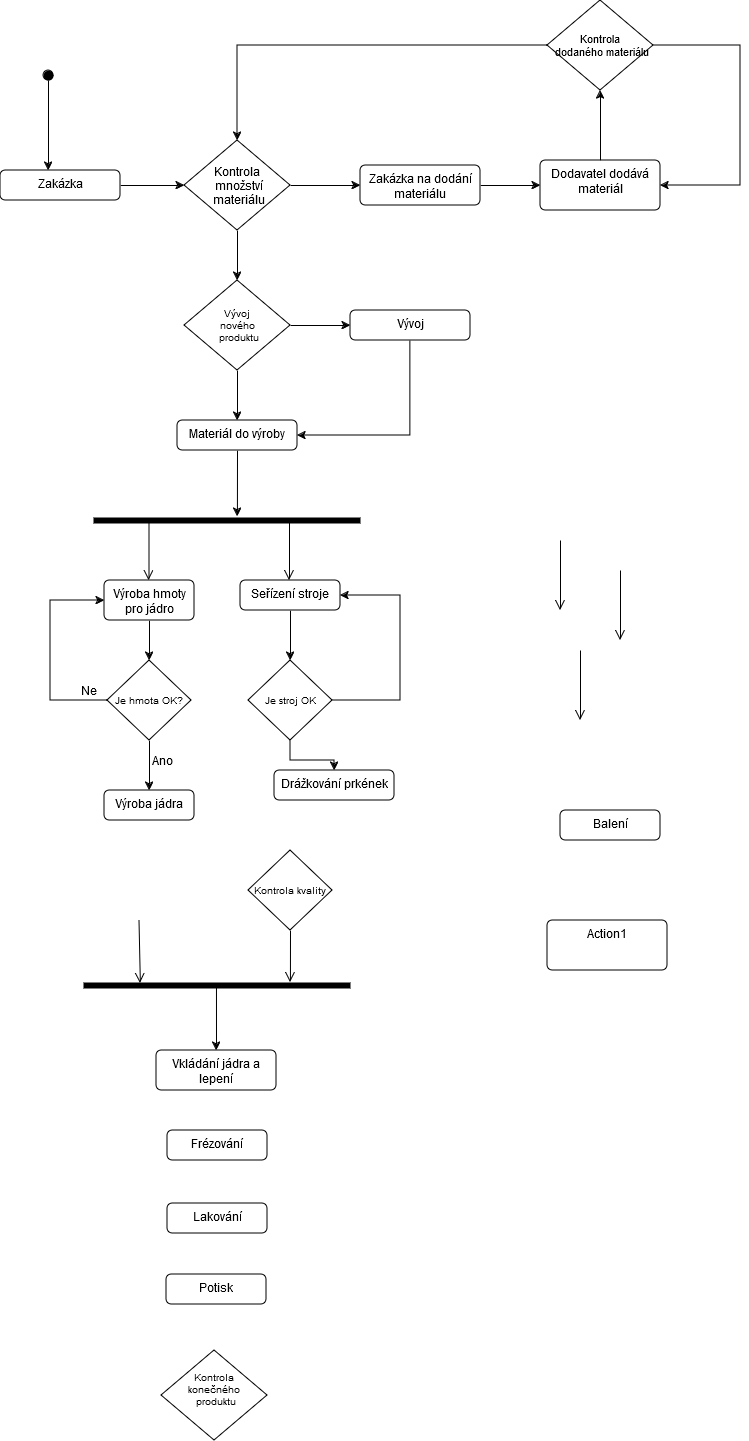 Kontrola
dodaného materiálu
Zakázka
Kontrola
množství
materiálu
Zakázka na dodání
materiálu
Dodavatel dodává
materiál
Vývoj
nového
produktu
Vývoj
Materiál do výroby
Výroba hmoty
pro jádro
Seřízení stroje
Ne
Je hmota OK?
Je stroj OK
Ano
Výroba jádra
Drážkování prkének
Balení
Kontrola kvality
Action1
Vkládání jádra a
lepení
Frézování
Lakování
Potisk
Kontrola
konečného
produktu